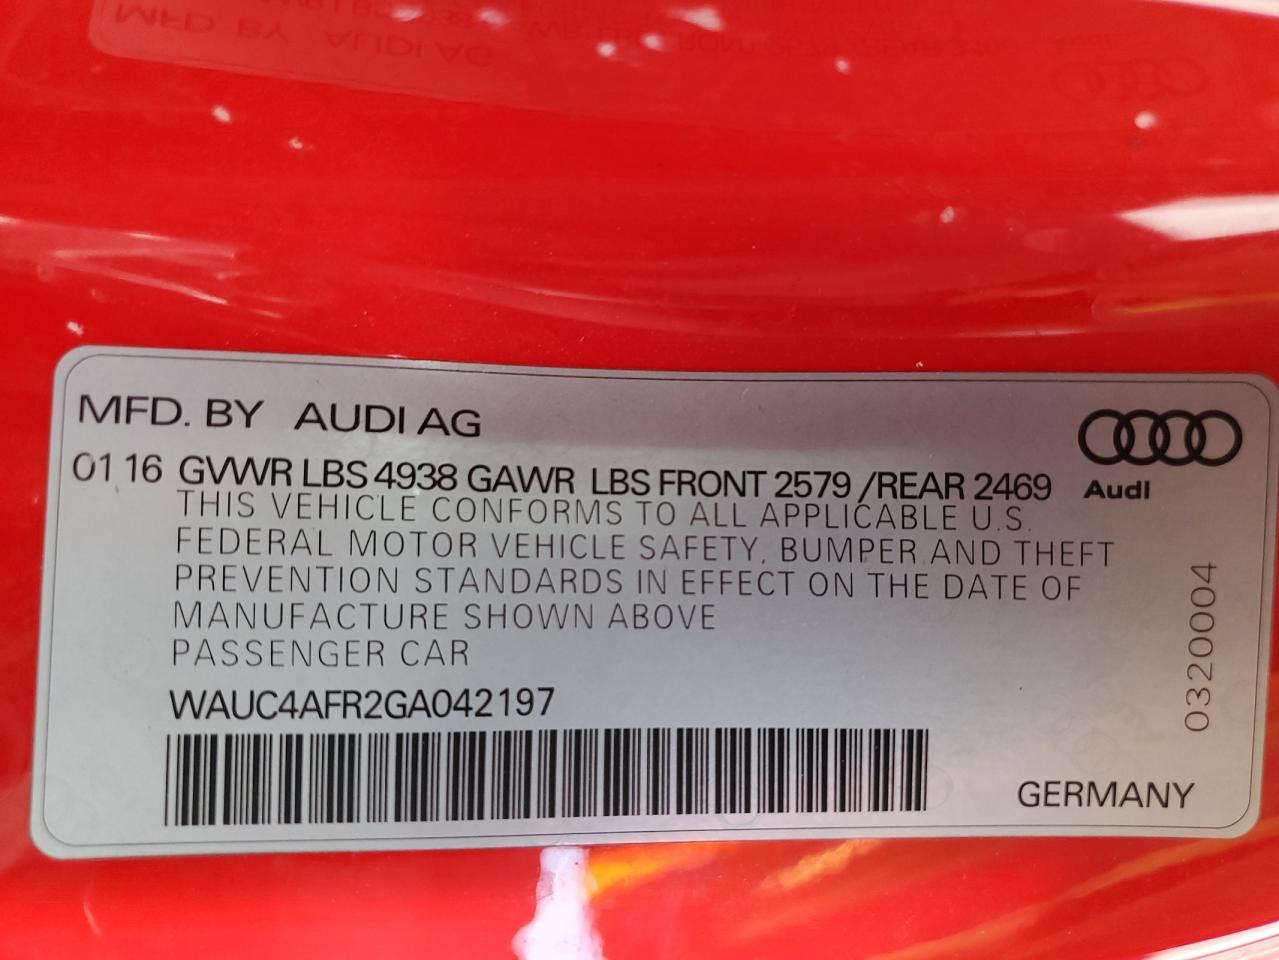 MFD. BY AUDI AG
01 16 GVWR LBS 4938 GAWR LBS FRONT 2579 /REAR 2469
Audi
THIS VEHICLE CONFORMS TO ALL APPLICABLE U.S.
FEDERAL MOTOR VEHICLE SAFETY, BUMPER AND THEFT
PREVENTION STANDARDS IN EFFECT ON THE DATE OF
MANUFACTURE SHOWN ABOVE
PASSENGER CAR
WAUC4AFR2GA042197
0320004
GERMANY